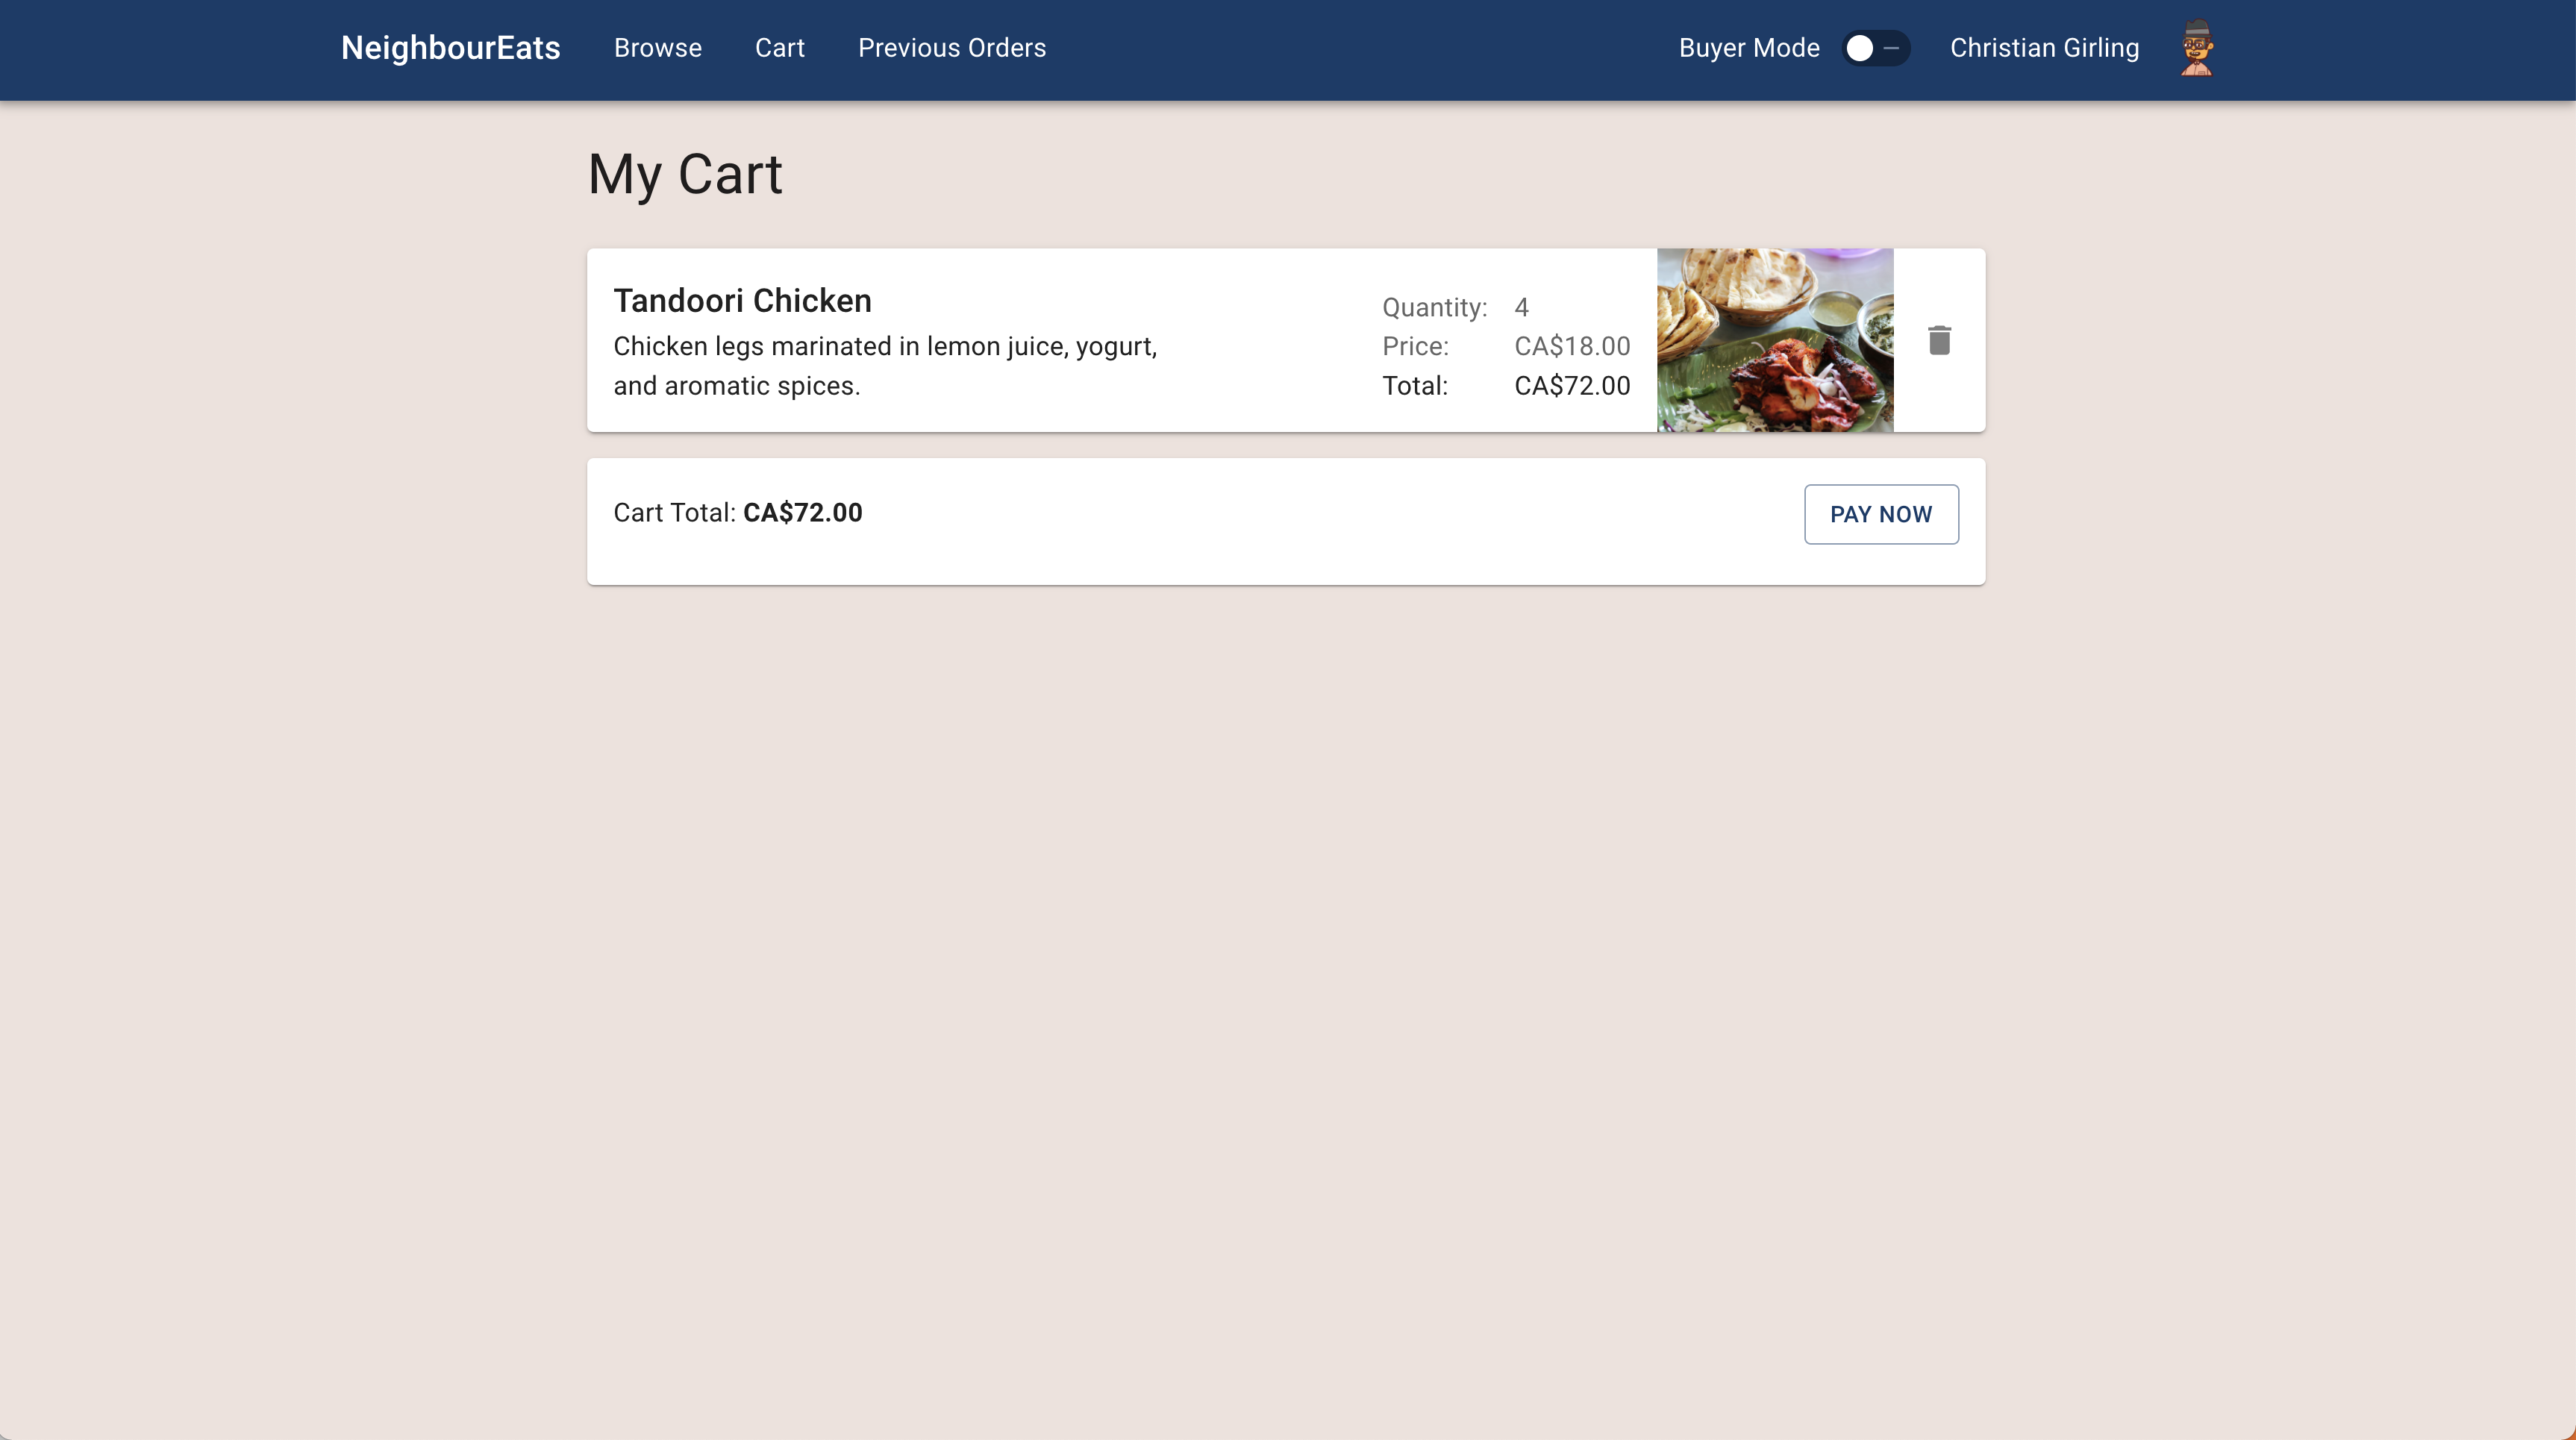 NeighbourEats Browse Cart Previous Orders Buyer Mode Christian Girling
My Cart
Tandoori Chicken
Chicken legs marinated in lemon juice, yogurt,
and aromatic spices.
Quantity: 4
Price: CA$18.00
Total: CA$72.00
Cart Total: CA$72.00
PAY NOW